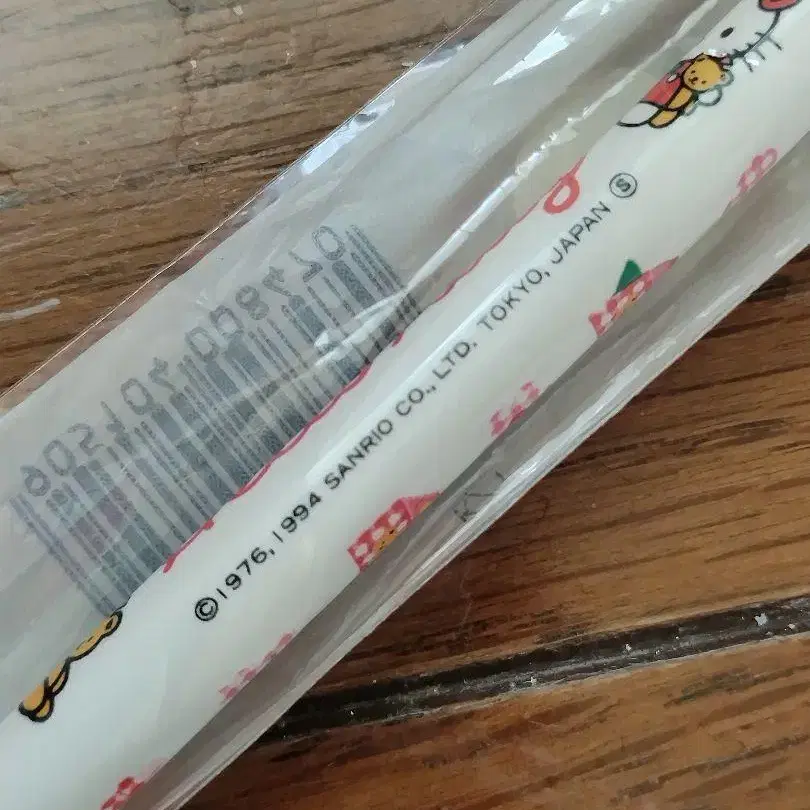 ©1976, 1994 SANRIO CO., LTD. TOKYO, JAPAN Ⓢ